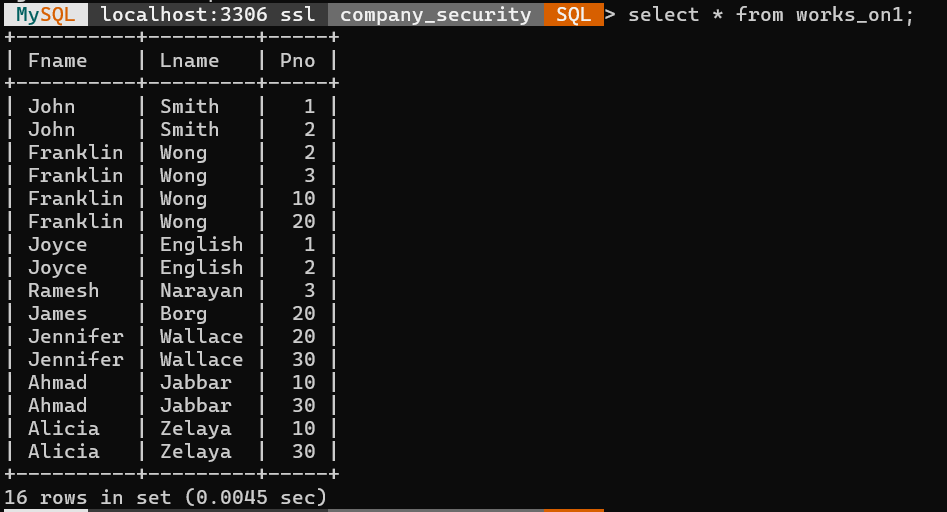 MySQL localhost:3306 ssl company_security SQL > select * from works_on1;
+----------+---------+-----+
| Fname    | Lname   | Pno |
+----------+---------+-----+
| John     | Smith   |   1 |
| John     | Smith   |   2 |
| Franklin | Wong    |   2 |
| Franklin | Wong    |   3 |
| Franklin | Wong    |  10 |
| Franklin | Wong    |  20 |
| Joyce    | English |   1 |
| Joyce    | English |   2 |
| Ramesh   | Narayan |   3 |
| James    | Borg    |  20 |
| Jennifer | Wallace |  20 |
| Jennifer | Wallace |  30 |
| Ahmad    | Jabbar  |  10 |
| Ahmad    | Jabbar  |  30 |
| Alicia   | Zelaya  |  10 |
| Alicia   | Zelaya  |  30 |
+----------+---------+-----+
16 rows in set (0.0045 sec)